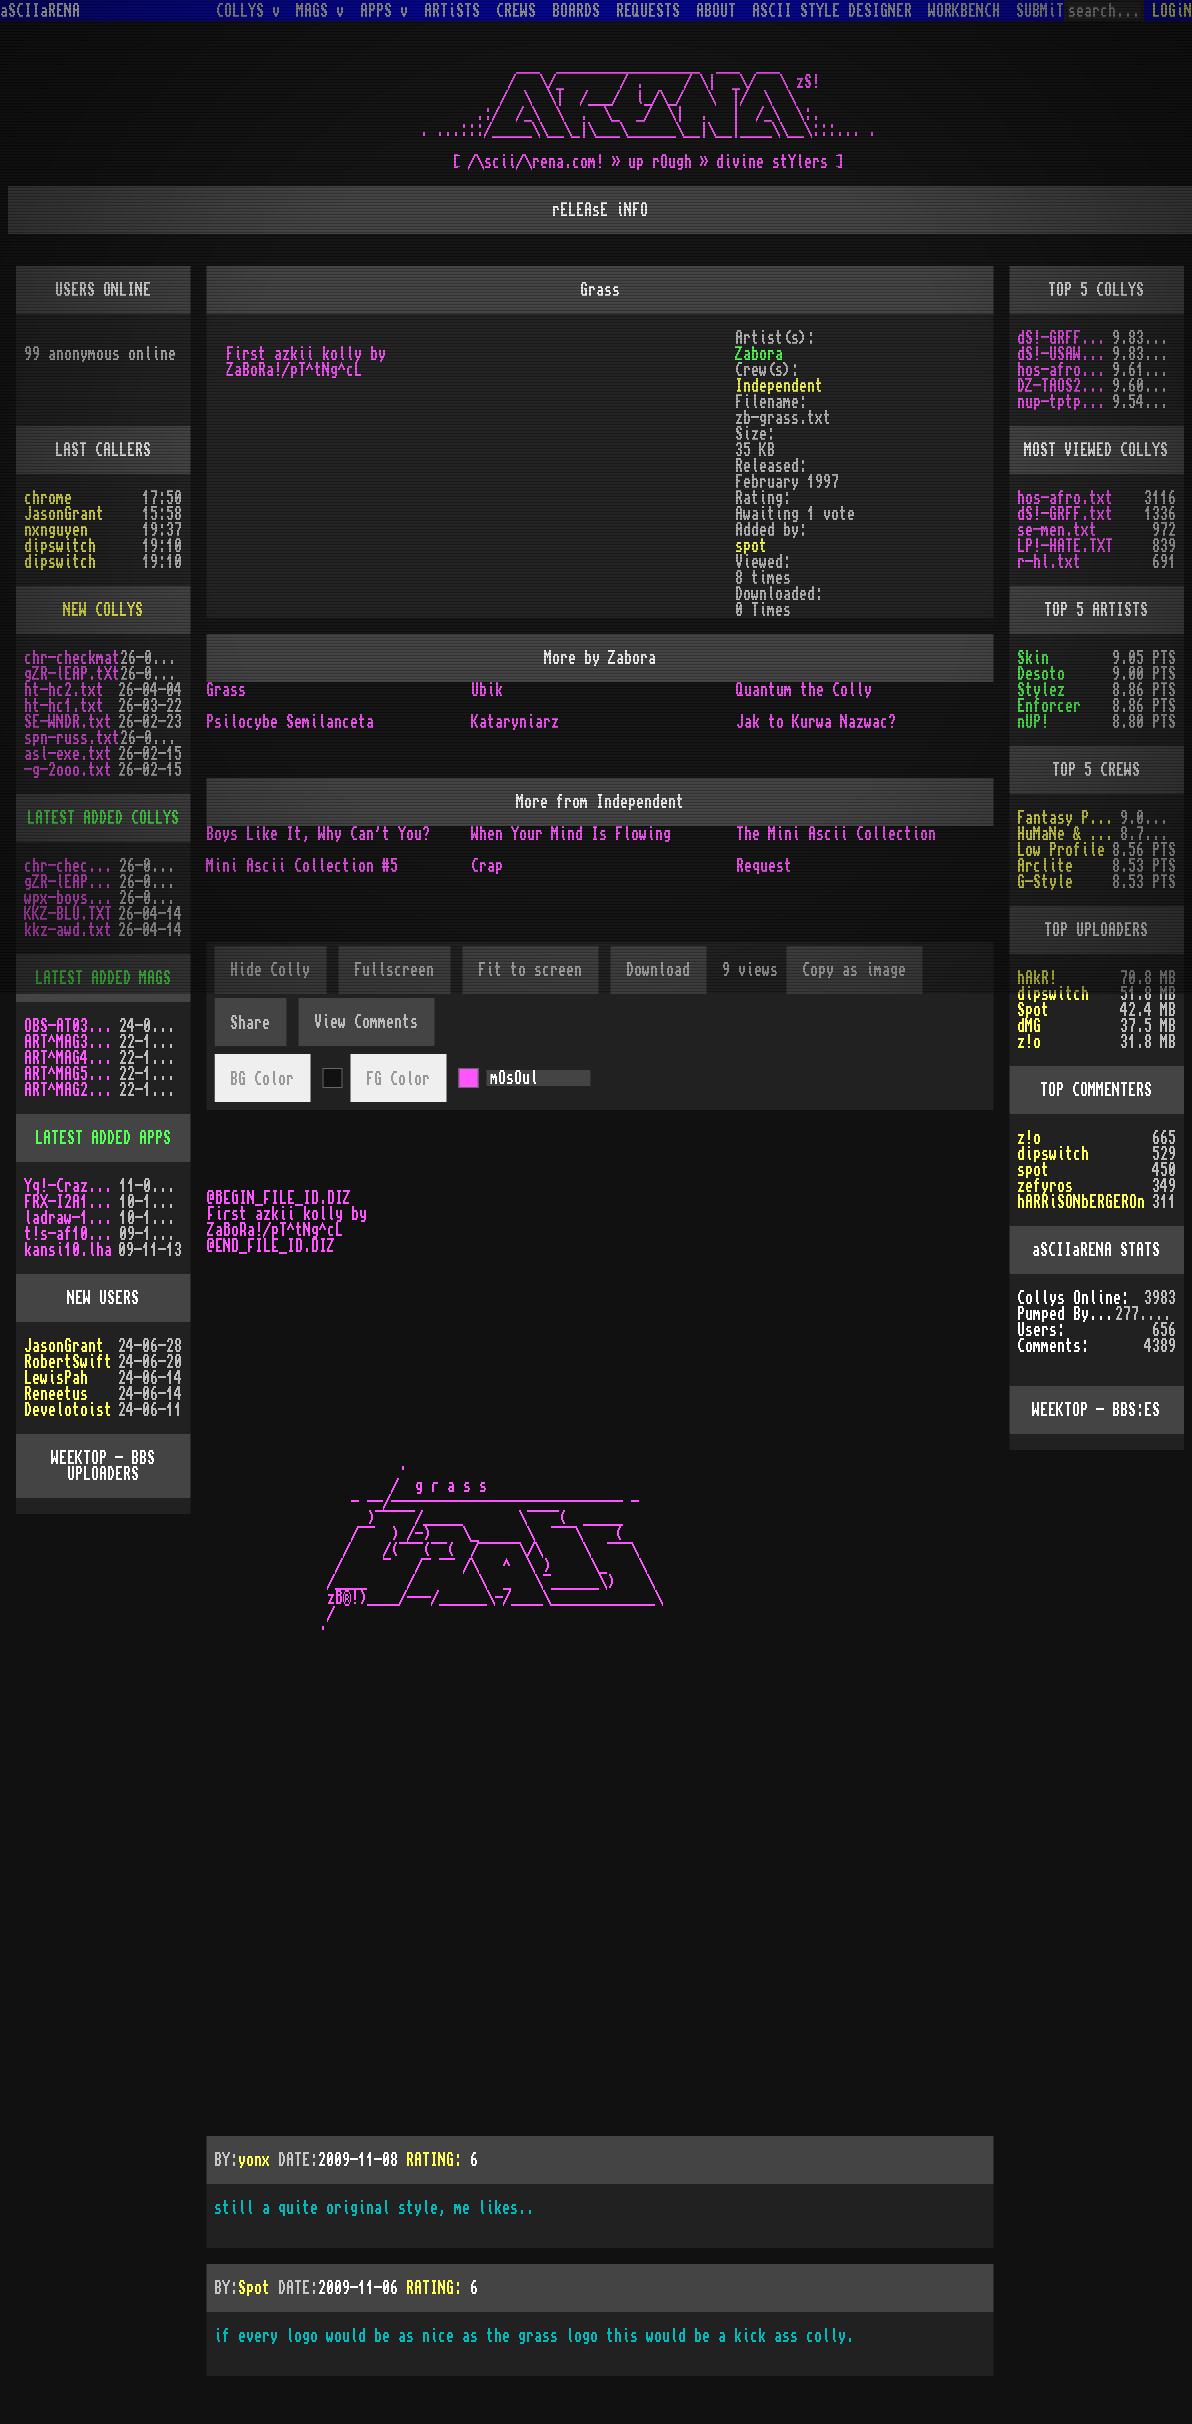 aSCIIaRENA COLLYS v MAGS v APPS v ARTiSTS CREWS BOARDS REQUESTS ABOUT ASCII STYLE DESIGNER WORKBENCH SUBMiT search... LOGiN
zS!
[ /\scii/\rena.com! » up rOugh » divine stYlers ]
rELEAsE iNFO
USERS ONLINE
99 anonymous online
LAST CALLERS
chrome 17:50
JasonGrant 15:58
nxnguyen 19:37
dipswitch 19:10
dipswitch 19:10
NEW COLLYS
chr-checkmat26-0...
gZR-lEAP.tXt26-0...
ht-hc2.txt 26-04-04
ht-hc1.txt 26-03-22
SE-WNDR.txt 26-02-23
spn-russ.txt26-0...
asl-exe.txt 26-02-15
-g-2ooo.txt 26-02-15
LATEST ADDED COLLYS
chr-chec... 26-0...
gZR-lEAP... 26-0...
wpx-boys... 26-0...
KKZ-BLU.TXT 26-04-14
kkz-awd.txt 26-04-14
LATEST ADDED MAGS
OBS-AT03... 24-0...
ART^MAG3... 22-1...
ART^MAG4... 22-1...
ART^MAG5... 22-1...
ART^MAG2... 22-1...
LATEST ADDED APPS
Yq!-Craz... 11-0...
FRX-I2A1... 10-1...
ladraw-1... 10-1...
t!s-af10... 09-1...
kansi10.lha 09-11-13
NEW USERS
JasonGrant 24-06-28
RobertSwift 24-06-20
LewisPah 24-06-14
Reneetus 24-06-14
Develotoist 24-06-11
WEEKTOP - BBS
UPLOADERS
Grass
First azkii kolly by
ZaBoRa!/pT^tNg^cL
Artist(s):
Zabora
Crew(s):
Independent
Filename:
zb-grass.txt
Size:
35 KB
Released:
February 1997
Rating:
Awaiting 1 vote
Added by:
spot
Viewed:
8 times
Downloaded:
0 Times
More by Zabora
Grass Ubik Quantum the Colly
Psilocybe Semilanceta Kataryniarz Jak to Kurwa Nazwac?
More from Independent
Boys Like It, Why Can't You? When Your Mind Is Flowing The Mini Ascii Collection
Mini Ascii Collection #5 Crap Request
Hide Colly Fullscreen Fit to screen Download 9 views Copy as image
Share View Comments
BG Color FG Color mOsOul
@BEGIN_FILE_ID.DIZ
First azkii kolly by
ZaBoRa!/pT^tNg^cL
@END_FILE_ID.DIZ
g r a s s
zB®!)
BY:yonx DATE:2009-11-08 RATING: 6
still a quite original style, me likes..
BY:Spot DATE:2009-11-06 RATING: 6
if every logo would be as nice as the grass logo this would be a kick ass colly.
TOP 5 COLLYS
dS!-GRFF... 9.83...
dS!-USAW... 9.83...
hos-afro... 9.61...
DZ-TAOS2... 9.60...
nup-tptp... 9.54...
MOST VIEWED COLLYS
hos-afro.txt 3116
dS!-GRFF.txt 1336
se-men.txt 972
LP!-HATE.TXT 839
r-hl.txt 691
TOP 5 ARTISTS
Skin 9.05 PTS
Desoto 9.00 PTS
Stylez 8.86 PTS
Enforcer 8.86 PTS
nUP! 8.80 PTS
TOP 5 CREWS
Fantasy P... 9.0...
HuMaNe & ... 8.7...
Low Profile 8.56 PTS
Arclite 8.53 PTS
G-Style 8.53 PTS
TOP UPLOADERS
hAkR! 70.8 MB
dipswitch 51.8 MB
Spot 42.4 MB
dMG 37.5 MB
z!o 31.8 MB
TOP COMMENTERS
z!o 665
dipswitch 529
spot 450
zefyros 349
hARRiSONbERGEROn 311
aSCIIaRENA STATS
Collys Online: 3983
Pumped By...277....
Users: 656
Comments: 4389
WEEKTOP - BBS:ES